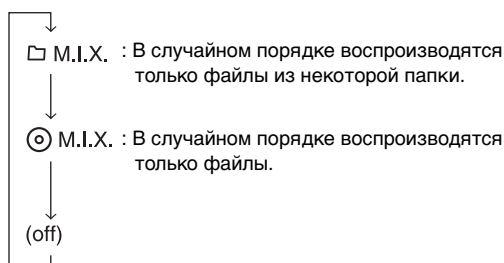 M.I.X. : В случайном порядке воспроизводятся
только файлы из некоторой папки.
M.I.X. : В случайном порядке воспроизводятся
только файлы.
(off)